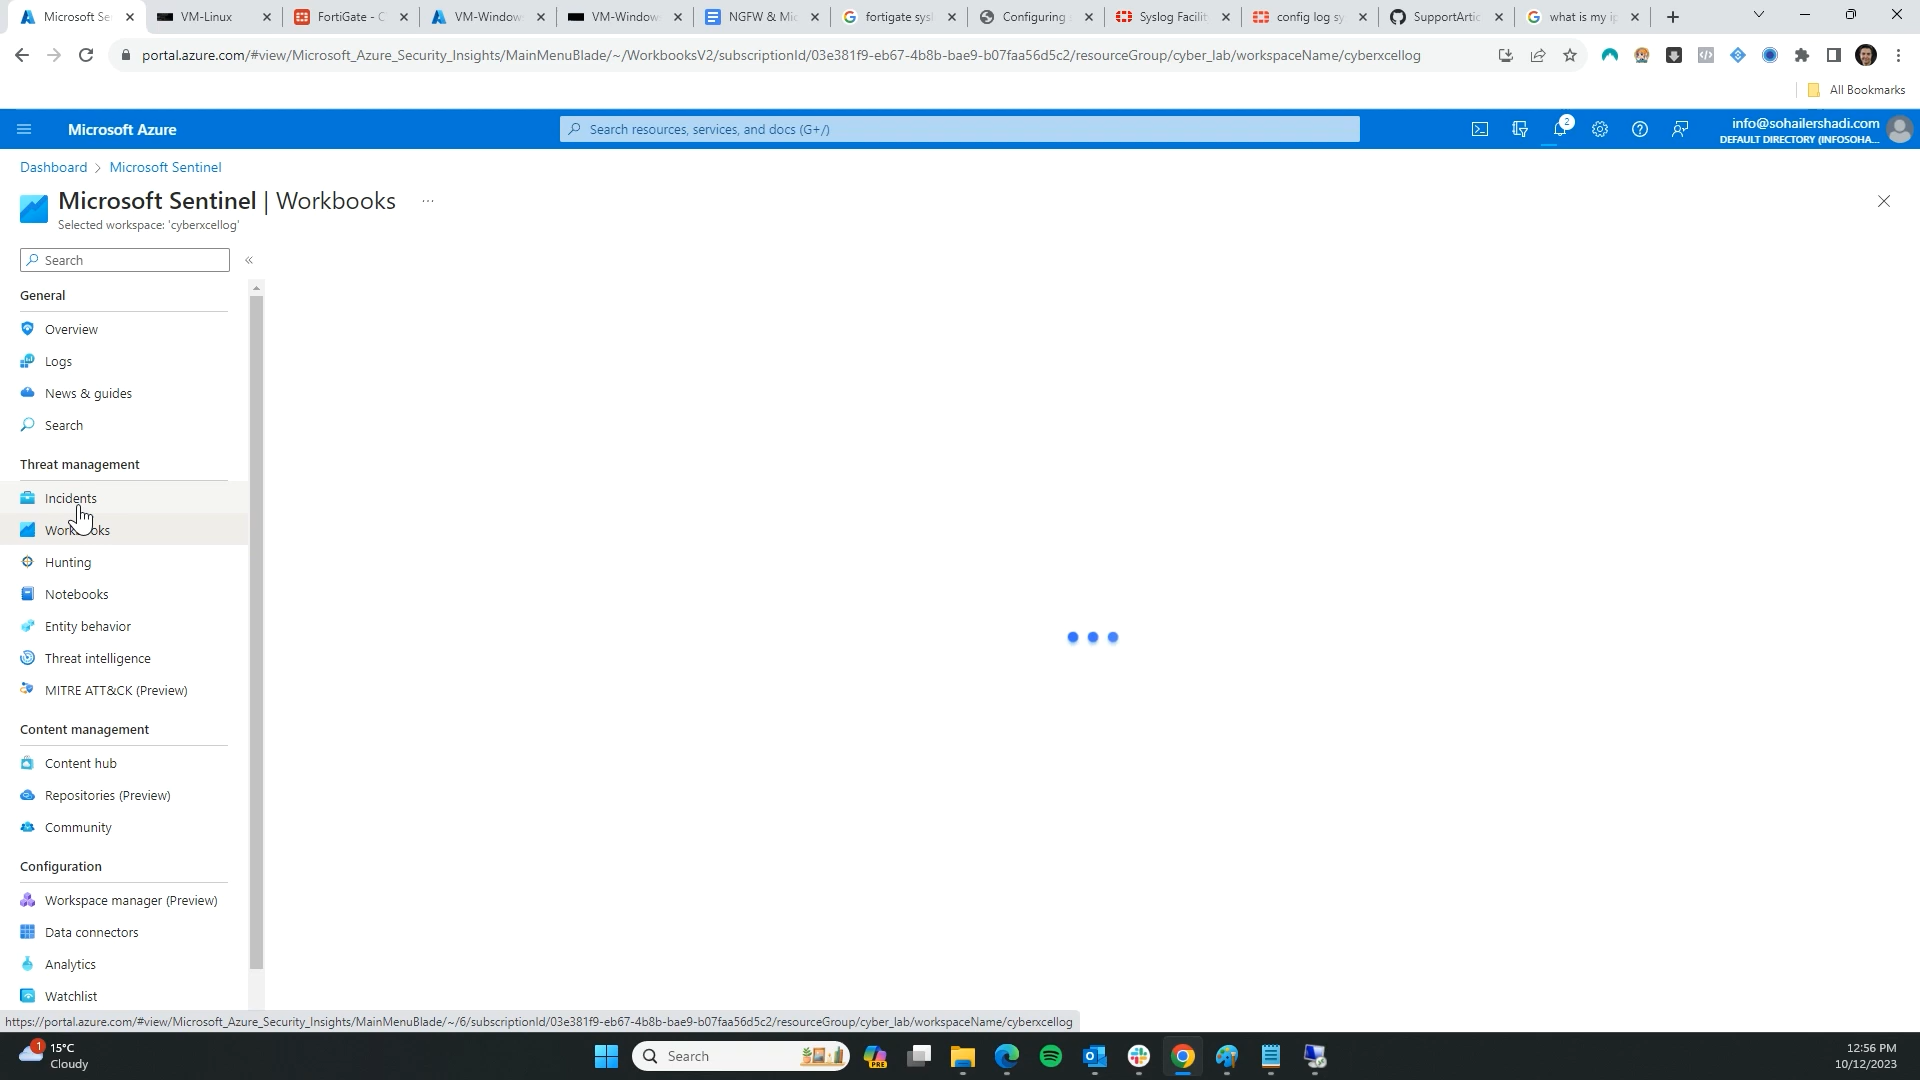 Microsoft Se
VM-Linux
FortiGate - C
VM-Window
VM-Window
NGFW & Mic
fortigate sysl
Configuring
Syslog Facilit
config log sy
SupportArtic
what is my ip
portal.azure.com/#view/Microsoft_Azure_Security_Insights/MainMenuBlade/~/WorkbooksV2/subscriptionId/03e381f9-eb67-4b8b-bae9-b07faa56d5c2/resourceGroup/cyber_lab/workspaceName/cyberxcellog
All Bookmarks
Microsoft Azure
Search resources, services, and docs (G+/)
2
info@sohailershadi.com
DEFAULT DIRECTORY (INFOSOHA...
Dashboard > Microsoft Sentinel
Microsoft Sentinel | Workbooks ...
Selected workspace: 'cyberxcellog'
Search
«
General
Overview
Logs
News & guides
Search
Threat management
Incidents
Workbooks
Hunting
Notebooks
Entity behavior
Threat intelligence
MITRE ATT&CK (Preview)
Content management
Content hub
Repositories (Preview)
Community
Configuration
Workspace manager (Preview)
Data connectors
Analytics
Watchlist
https://portal.azure.com/#view/Microsoft_Azure_Security_Insights/MainMenuBlade/~/6/subscriptionId/03e381f9-eb67-4b8b-bae9-b07faa56d5c2/resourceGroup/cyber_lab/workspaceName/cyberxcellog
1
15°C
Cloudy
Search
PRE
12:56 PM
10/12/2023